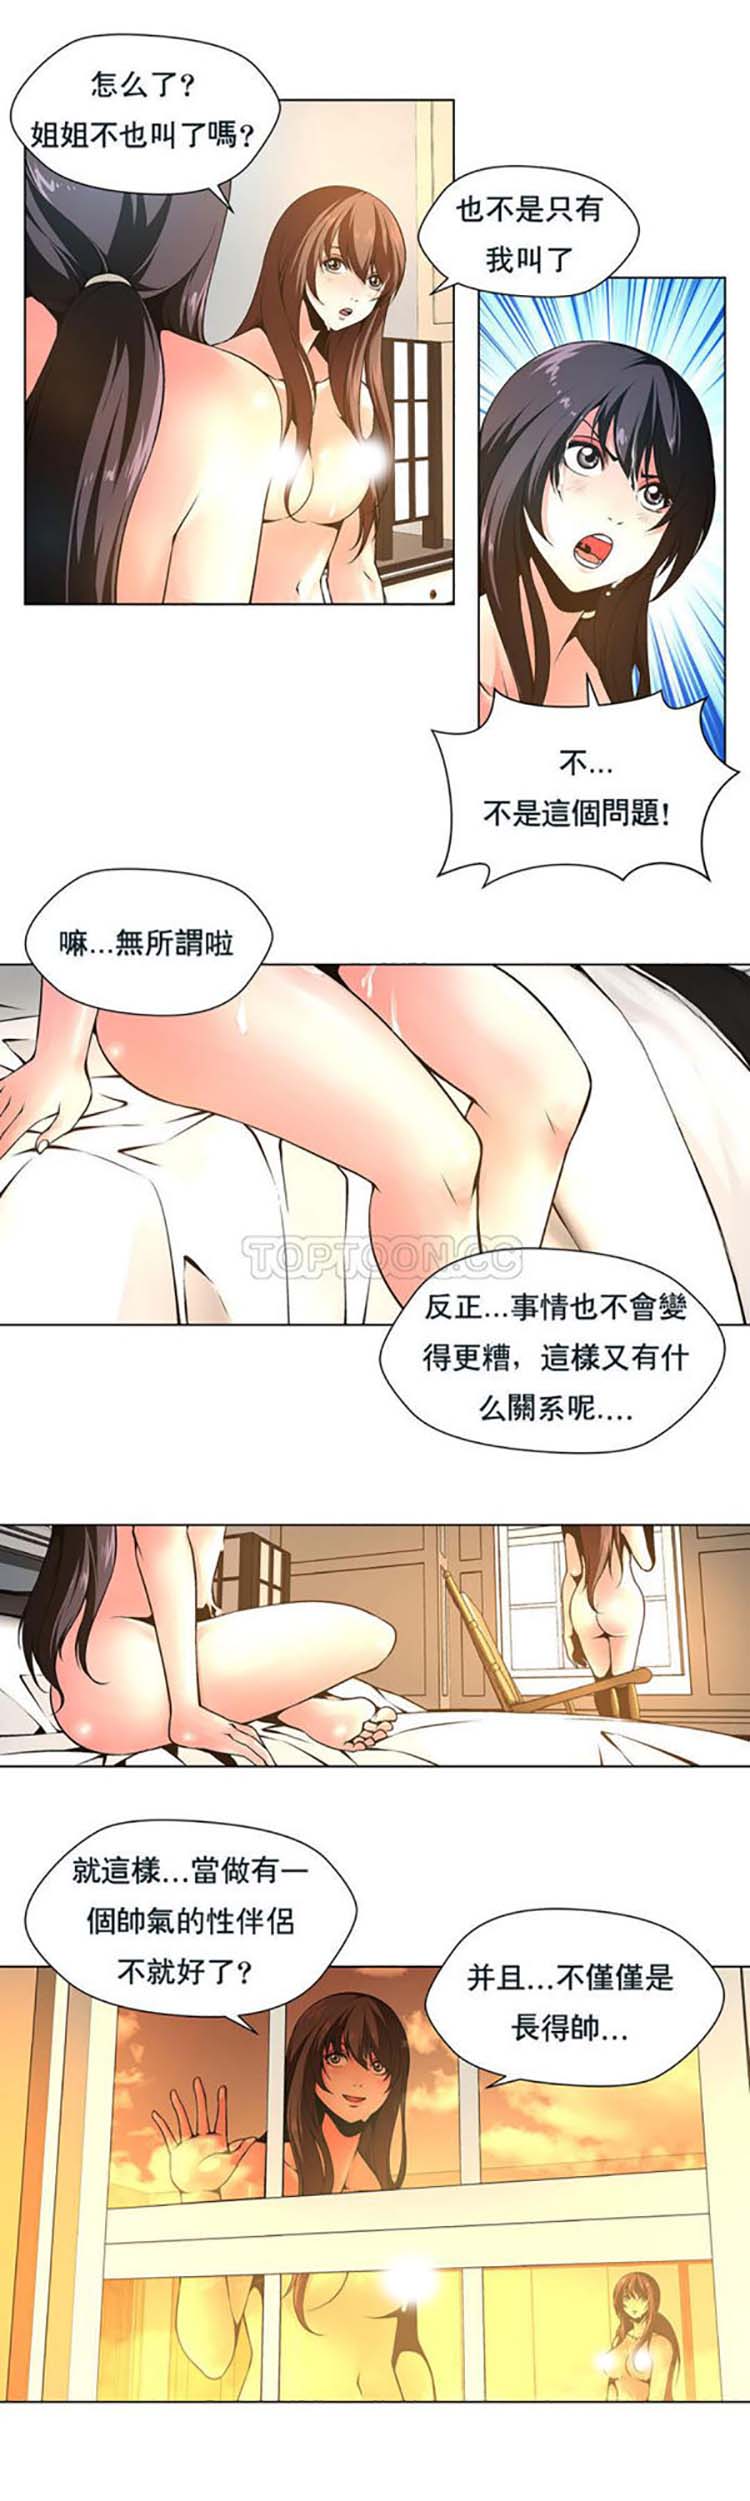 怎么了?
姐姐不也叫了嗎?
也不是只有
我叫了
不...
不是這個問題!
嘛...無所謂啦
TOPTOON.CC
反正...事情也不會變
得更糟，這樣又有什
么關系呢....
就這樣...當做有一
個帥氣的性伴侶
不就好了?
并且...不僅僅是
長得帥...